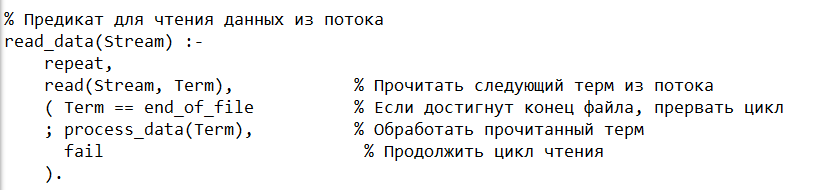 % Предикат для чтения данных из потока
read_data(Stream) :-
    repeat,
    read(Stream, Term),             % Прочитать следующий терм из потока
    ( Term == end_of_file           % Если достигнут конец файла, прервать цикл
    ; process_data(Term),           % Обработать прочитанный терм
      fail                           % Продолжить цикл чтения
    ).